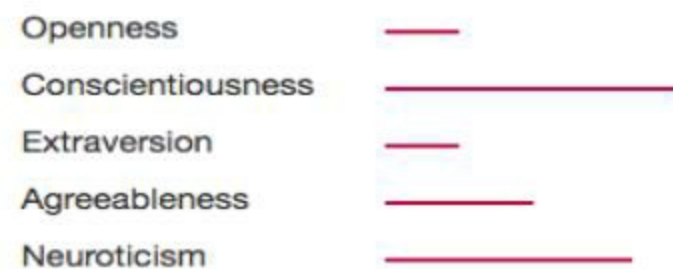 Openness
Conscientiousness
Extraversion
Agreeableness
Neuroticism